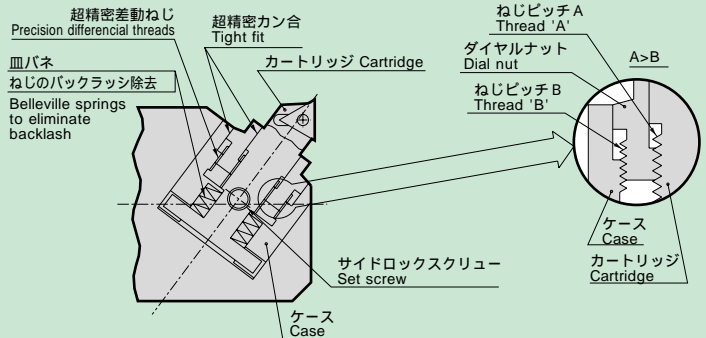 超精密差動ねじ
Precision differencial threads
超精密カン合
Tight fit
カートリッジ Cartridge
皿バネ
ねじのバックラッシ除去
Belleville springs
to eliminate
backlash
サイドロックスクリュー
Set screw
ケース
Case
ねじピッチA
Thread 'A'
ダイヤルナット
Dial nut
A>B
ねじピッチB
Thread 'B'
ケース
Case
カートリッジ
Cartridge